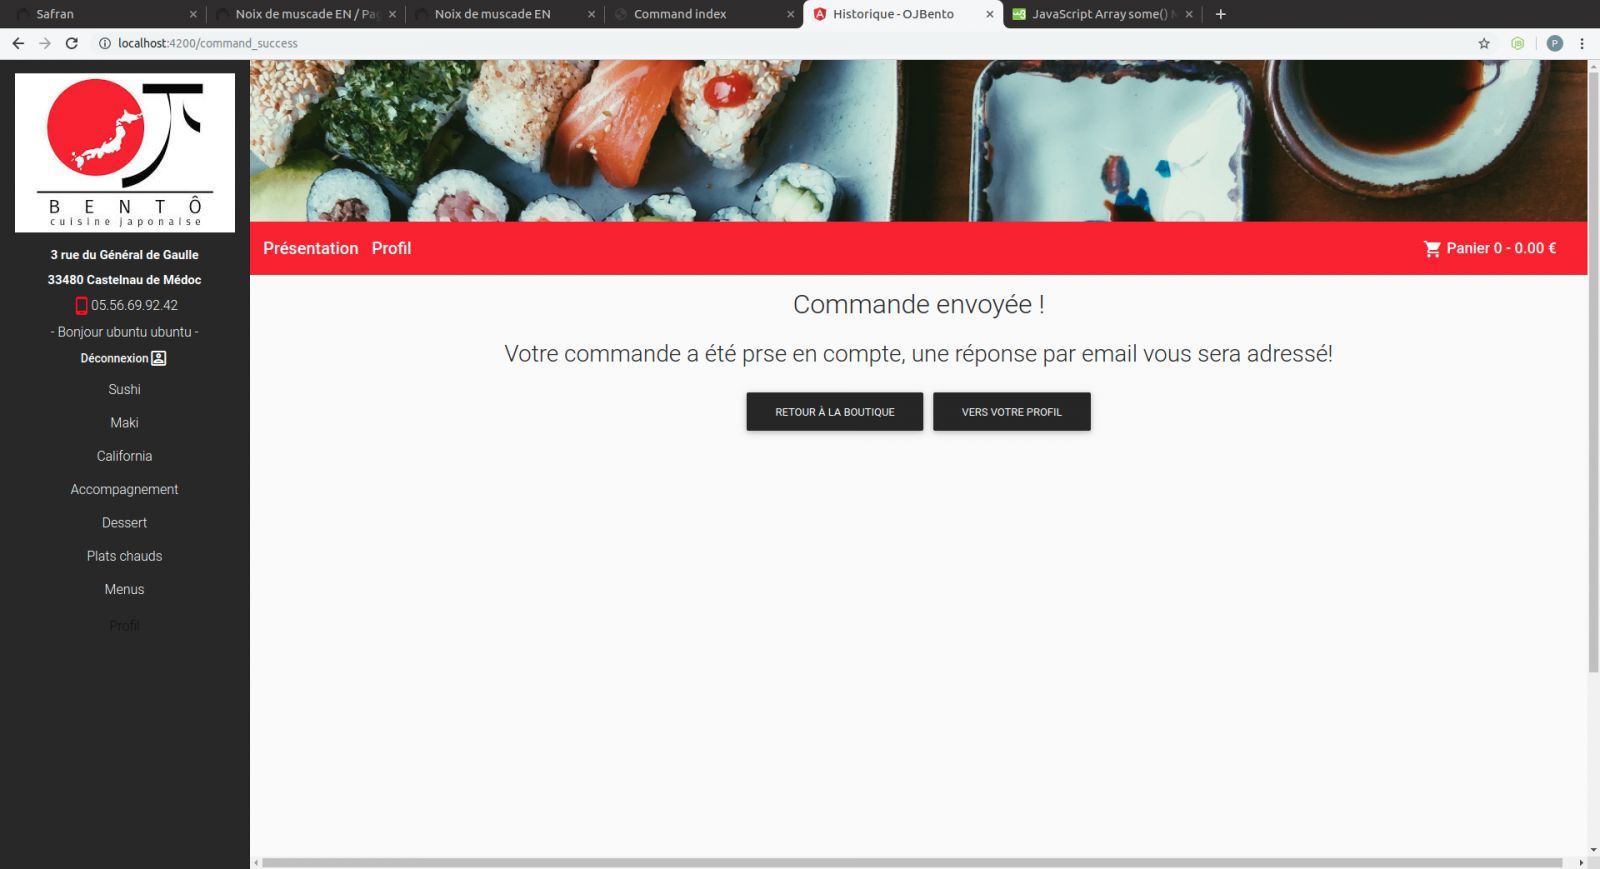 Safran
Noix de muscade EN / Pag
Noix de muscade EN
Command index
Historique - OJBento
JavaScript Array some() M
localhost:4200/command_success
P
BENTÔ
cuisine japonaise
3 rue du Général de Gaulle
33480 Castelnau de Médoc
05.56.69.92.42
- Bonjour ubuntu ubuntu -
Déconnexion
Sushi
Maki
California
Accompagnement
Dessert
Plats chauds
Menus
Profil
Présentation Profil
Panier 0 - 0.00 €
Commande envoyée !
Votre commande a été prse en compte, une réponse par email vous sera adressé!
RETOUR À LA BOUTIQUE
VERS VOTRE PROFIL